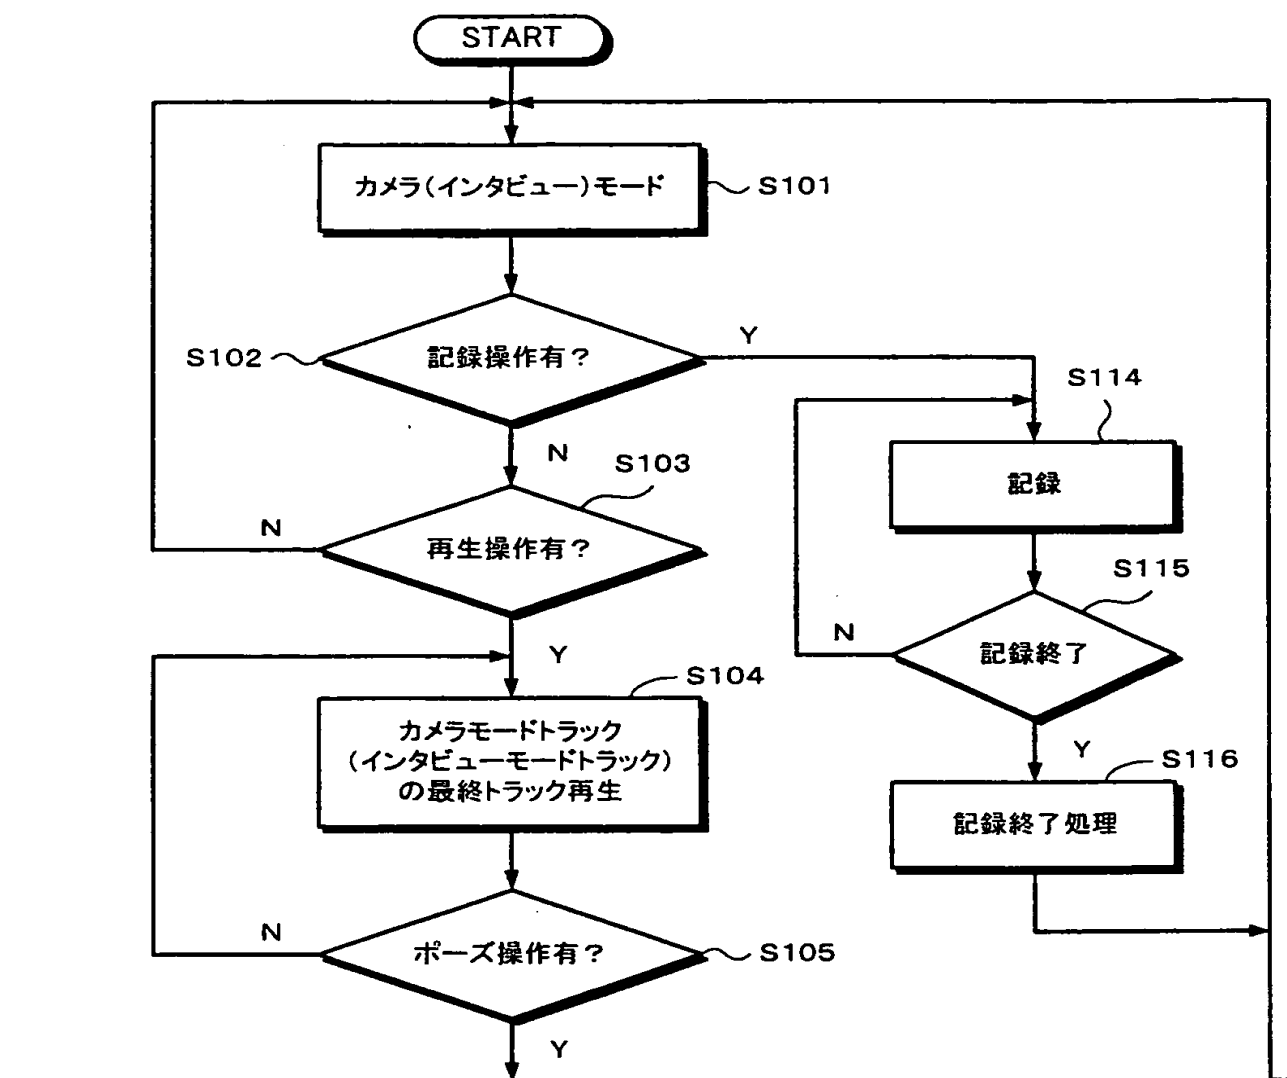 START
カメラ(インタビュー)モード
S101
S102
記録操作有?
Y
N
S103
再生操作有?
N
Y
S104
カメラモードトラック
(インタビューモードトラック)
の最終トラック再生
N
ポーズ操作有?
S105
Y
S114
記録
S115
N
記録終了
Y
S116
記録終了処理